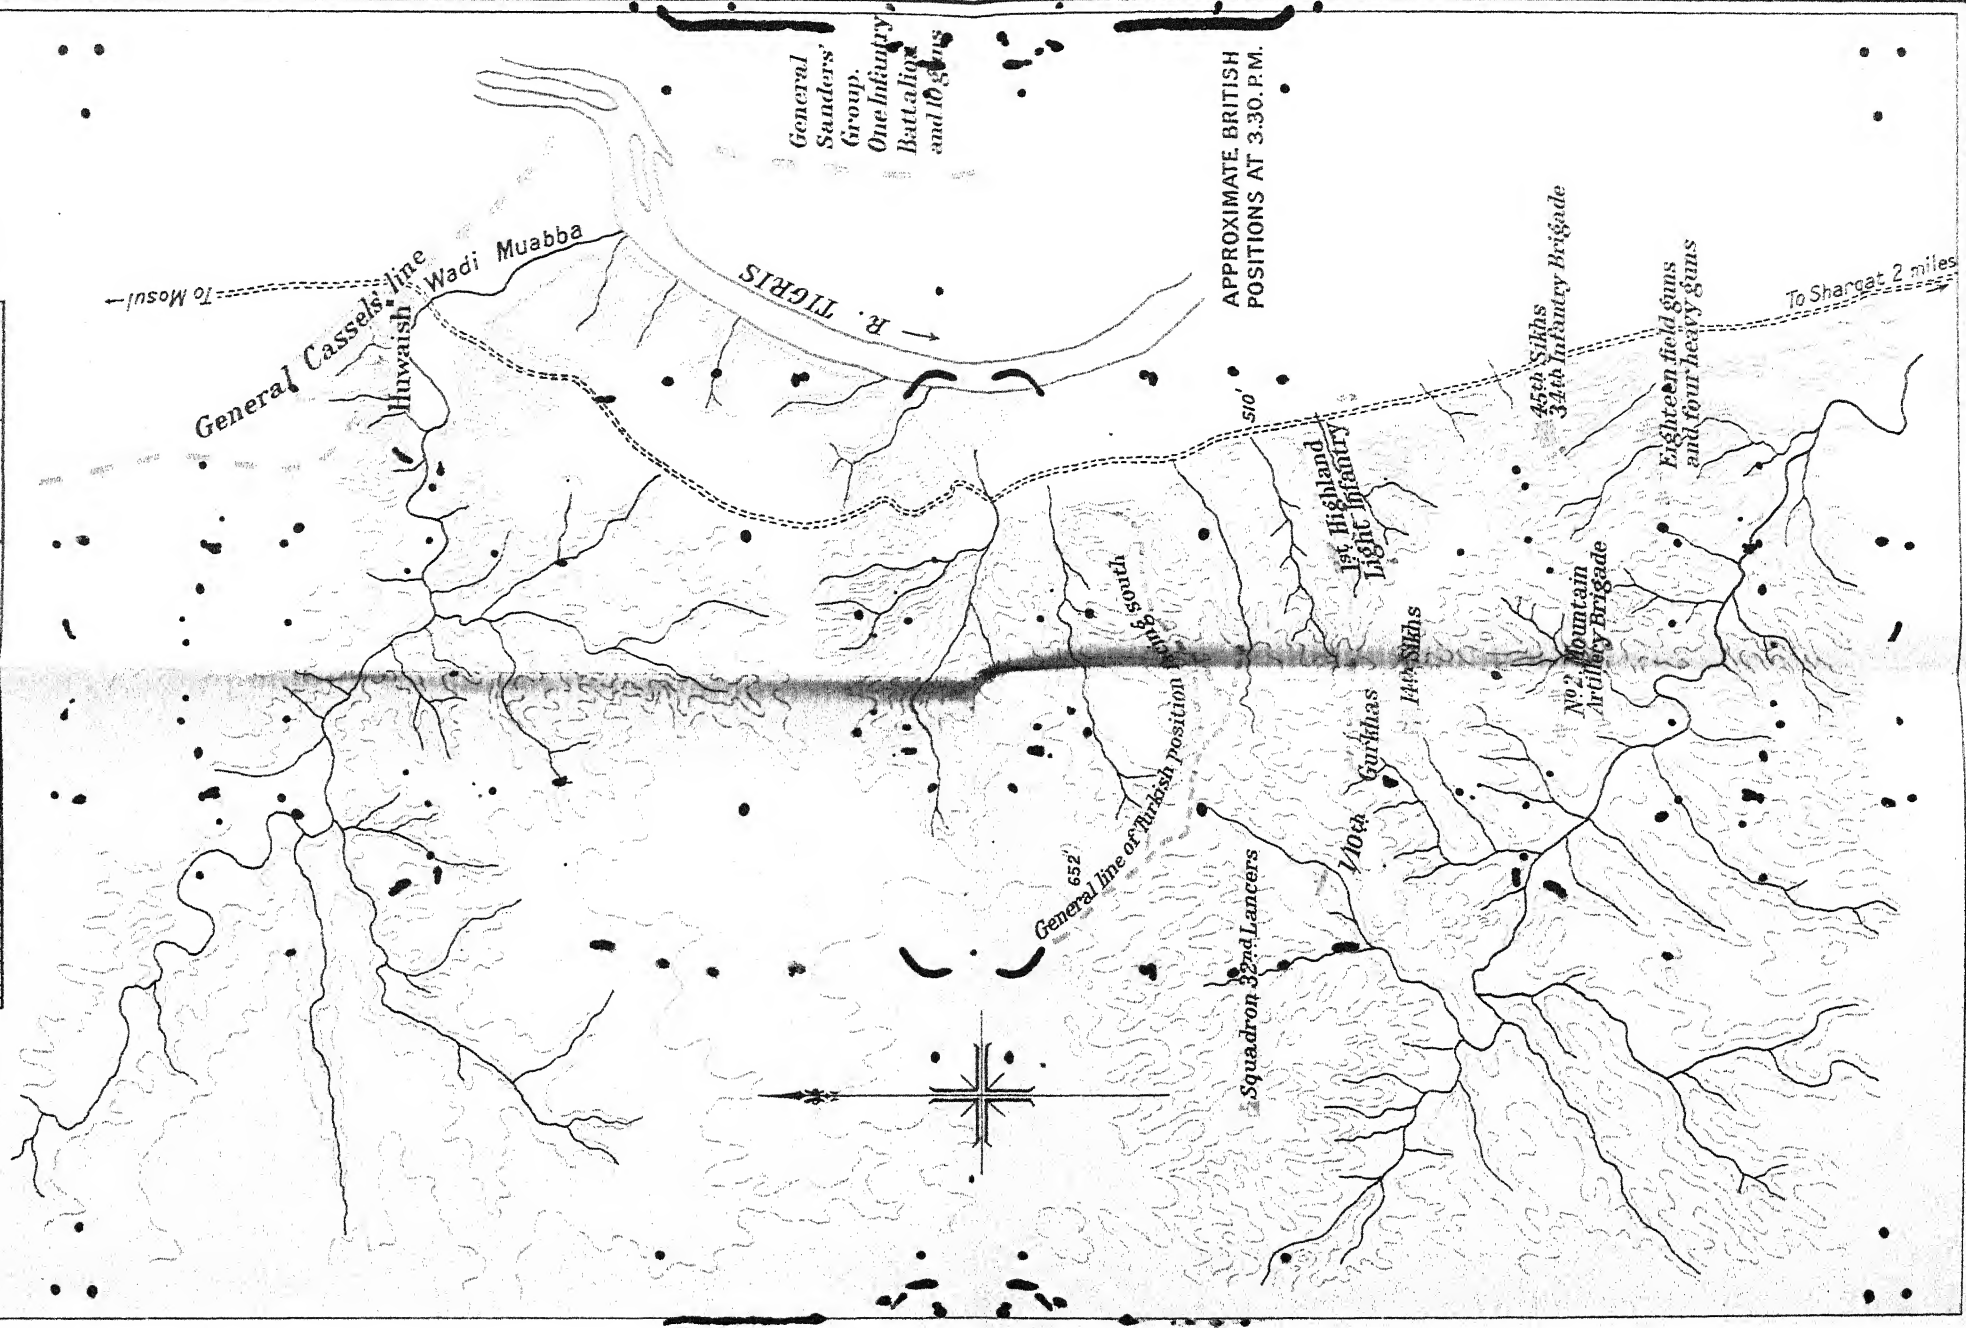 General
Sanders'
Group.
One Infantry
Battalion
and 10 guns
APPROXIMATE BRITISH
POSITIONS AT 3.30. P.M.
To Mosul
General Cassels' line
Huwaish
Wadi Muabba
R. TIGRIS
To Sharqat 2 miles
45th Sikhs
34th Infantry Brigade
Eighteen field guns
and four heavy guns
510'
1st Highland
Light Infantry
14th Sikhs
No 2 Mountain
Artillery Brigade
1/10th Gurkhas
General line of Turkish position facing south
652'
Squadron 32nd Lancers